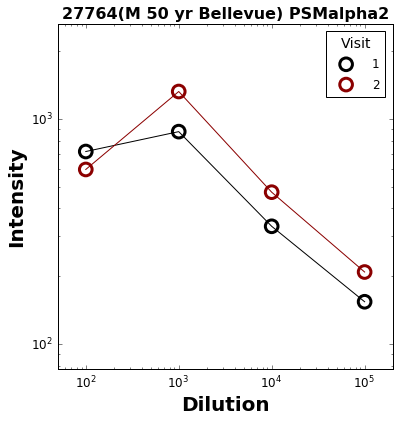 27764(M 50 yr Bellevue) PSMalpha2
Visit
1
2
10³
10²
Intensity
10² 10³ 10⁴ 10⁵
Dilution